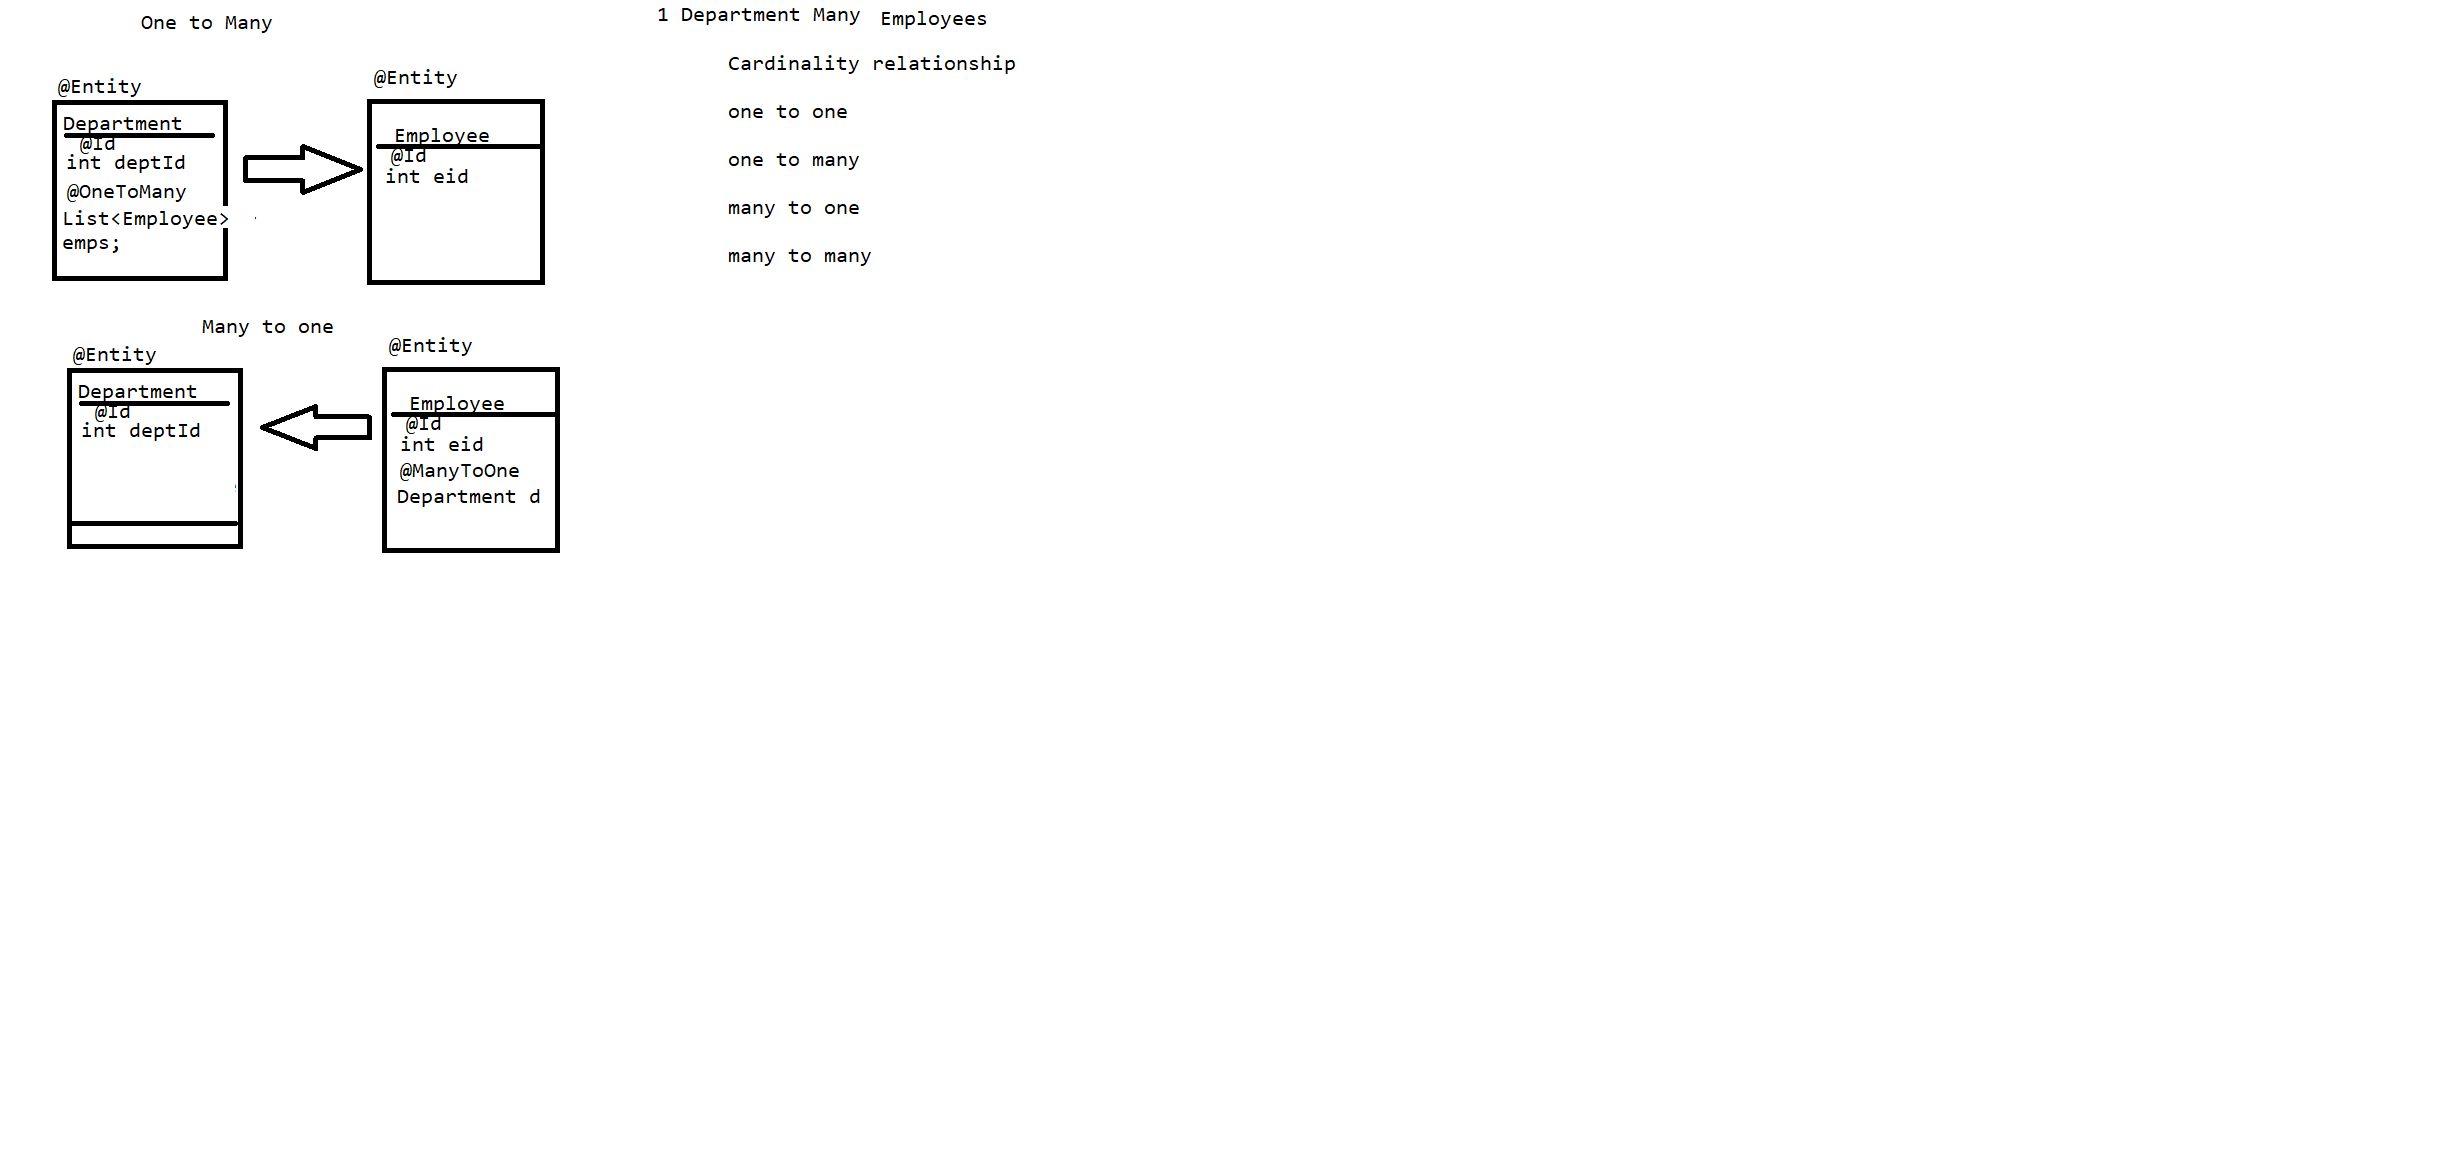 One to Many
@Entity
Department
@Id
int deptId
@OneToMany
List<Employee>
emps;
@Entity
Employee
@Id
int eid
Many to one
@Entity
Department
@Id
int deptId
@Entity
Employee
@Id
int eid
@ManyToOne
Department d
1 Department Many Employees
Cardinality relationship
one to one
one to many
many to one
many to many